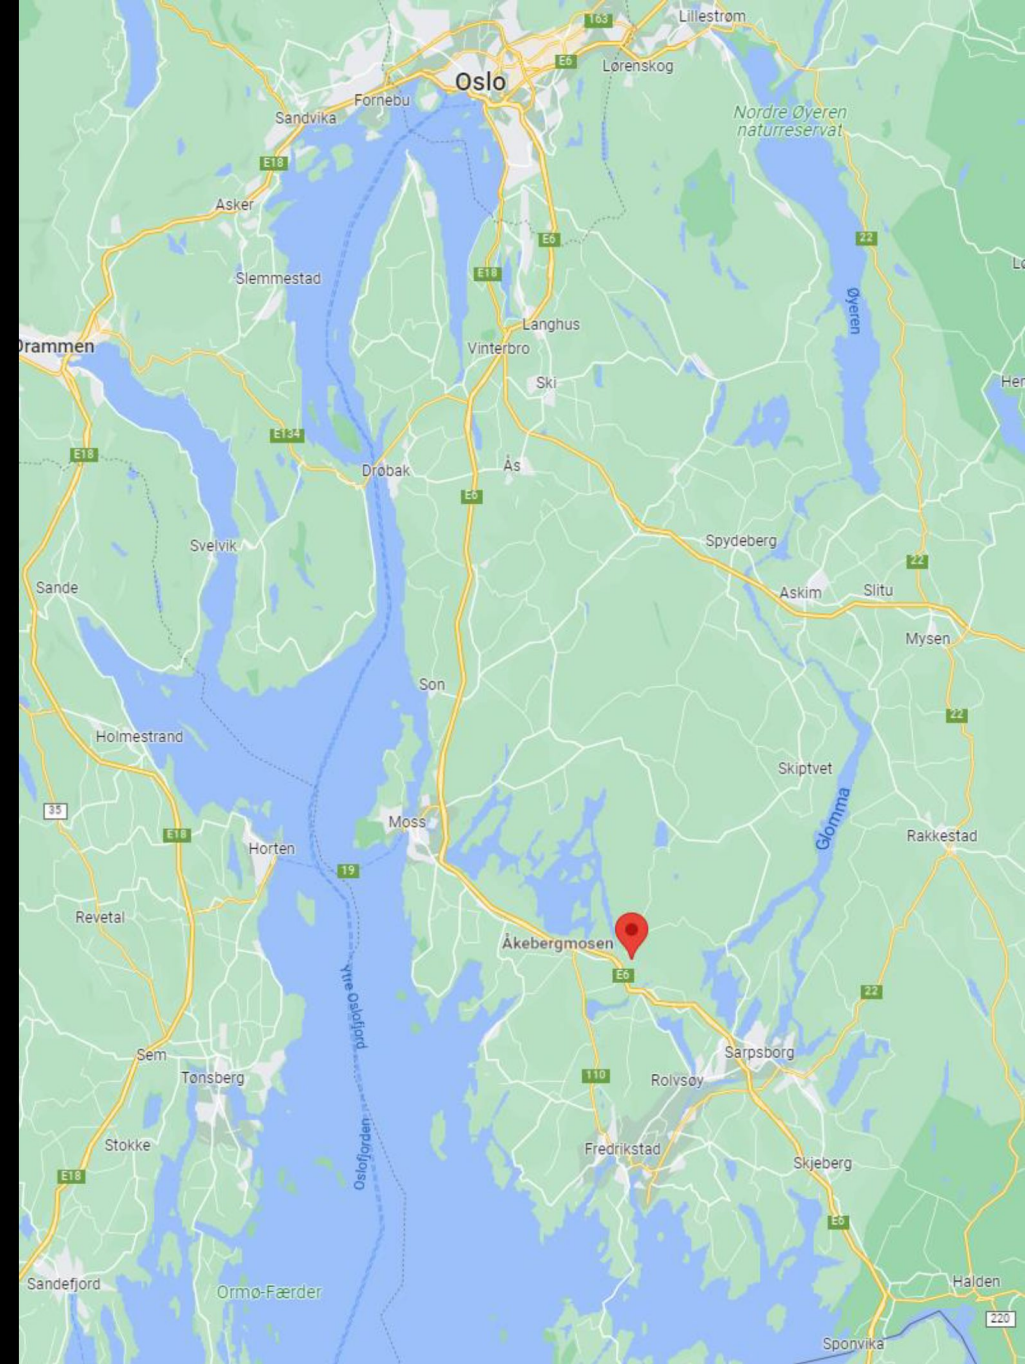 163
Lillestrøm
E6
Lørenskog
Oslo
Fornebu
Sandvika
Nordre Øyeren
naturreservat
E18
Asker
E6
22
E18
Slemmestad
Øyeren
Langhus
Drammen
Vinterbro
Ski
E134
E18
Drøbak
Ås
E6
Spydeberg
Svelvik
22
Sande
Askim
Slitu
Mysen
Son
22
Holmestrand
Skiptvet
35
Glomma
Moss
E18
Rakkestad
Horten
19
Revetal
Åkebergmosen
E6
22
Ytre Oslofjord
Sem
Sarpsborg
Tønsberg
110
Rolvsøy
Oslofjorden
Stokke
Fredrikstad
Skjeberg
E18
E6
Sandefjord
Ormø-Færder
Halden
220
Sponvika